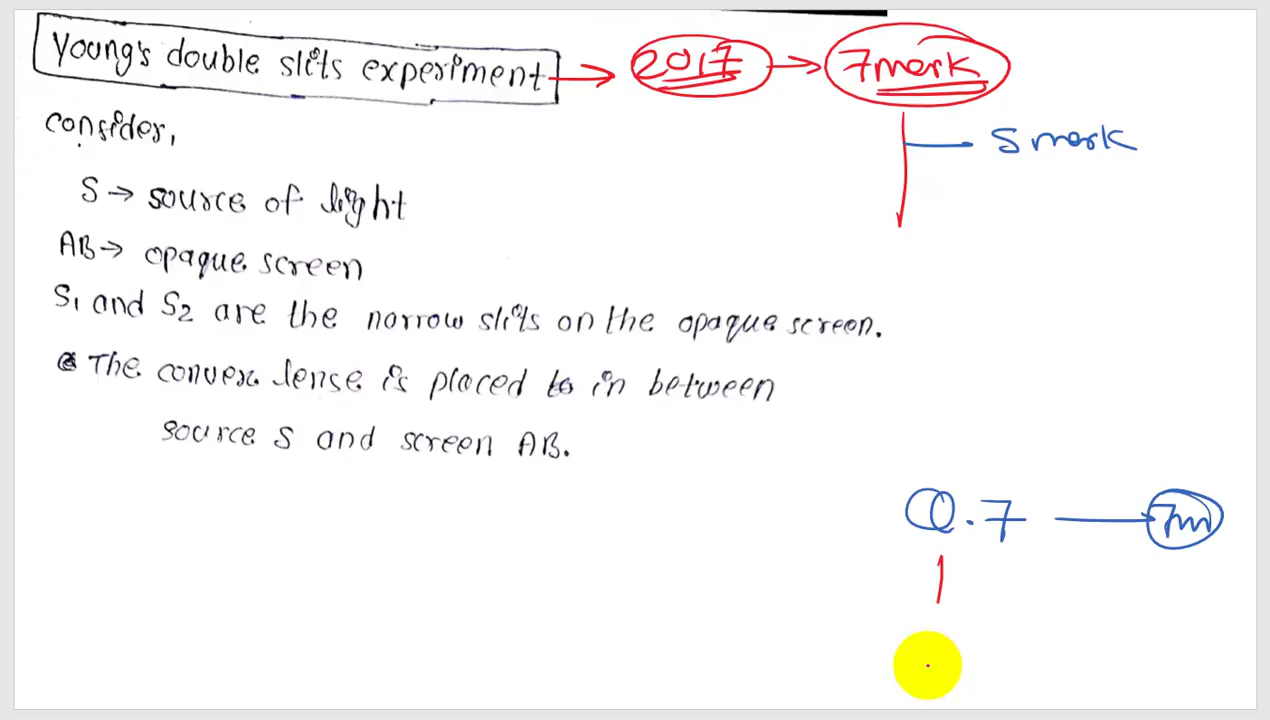 Young's double slits experiment → 2017 → 7mark
consider,
5 mark
S → source of light
AB → opaque screen
S1 and S2 are the narrow slits on the opaque screen.
The convex lense is placed to in between
source S and screen AB.
Q.7 → 7m